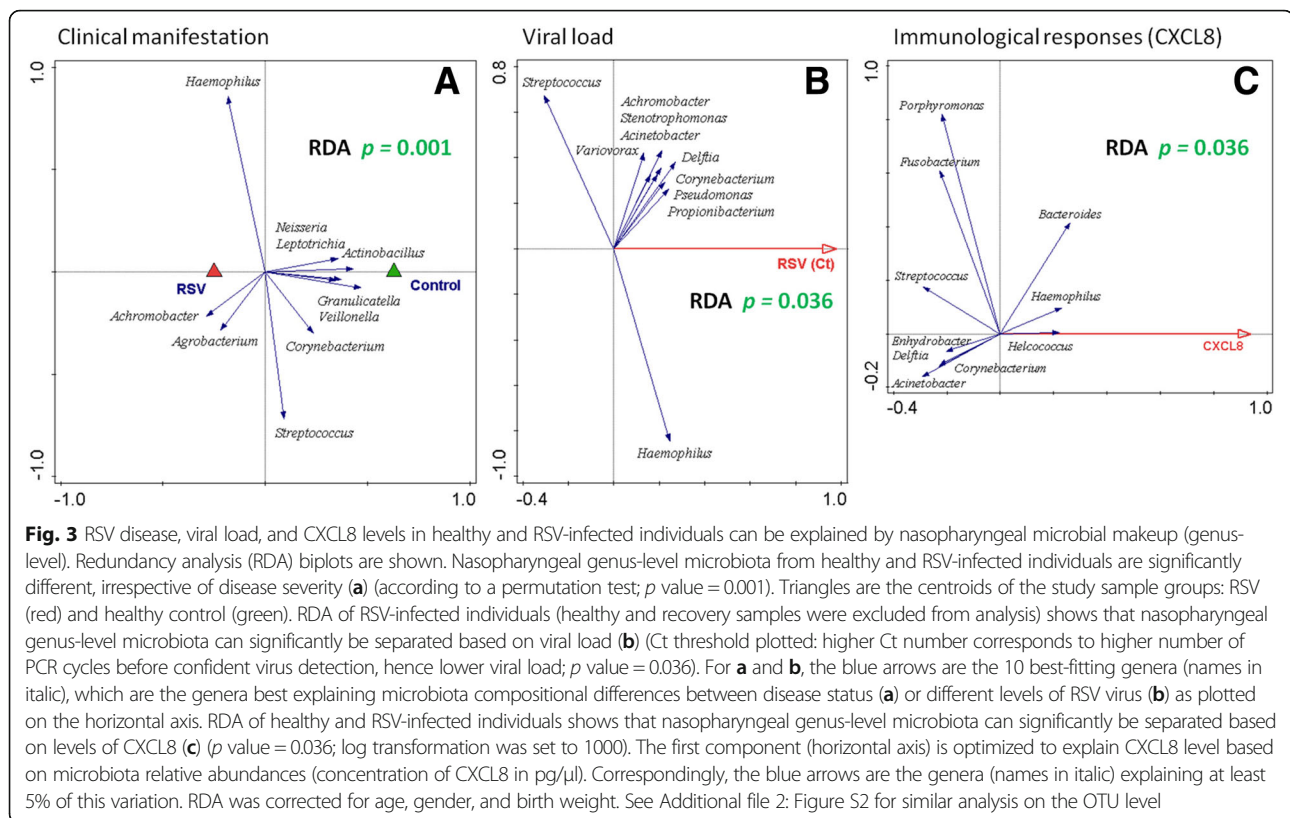 Clinical manifestation
Viral load
Immunological responses (CXCL8)
A
1.0
Haemophilus
RDA p = 0.001
Neisseria
Leptotrichia
Actinobacillus
RSV
Control
Achromobacter
Granulicatella
Veillonella
Agrobacterium
Corynebacterium
Streptococcus
-1.0
-1.0
1.0
B
0.8
Streptococcus
Achromobacter
Stenotrophomonas
Acinetobacter
Variovorax
Delftia
Corynebacterium
Pseudomonas
Propionibacterium
RSV (Ct)
RDA p = 0.036
Haemophilus
-1.0
-0.4
1.0
C
1.0
Porphyromonas
RDA p = 0.036
Fusobacterium
Bacteroides
Streptococcus
Haemophilus
Enhydrobacter
Helcococcus
CXCL8
Delftia
Corynebacterium
Acinetobacter
-0.2
-0.4
1.0
Fig. 3 RSV disease, viral load, and CXCL8 levels in healthy and RSV-infected individuals can be explained by nasopharyngeal microbial makeup (genus-
level). Redundancy analysis (RDA) biplots are shown. Nasopharyngeal genus-level microbiota from healthy and RSV-infected individuals are significantly
different, irrespective of disease severity (a) (according to a permutation test; p value = 0.001). Triangles are the centroids of the study sample groups: RSV
(red) and healthy control (green). RDA of RSV-infected individuals (healthy and recovery samples were excluded from analysis) shows that nasopharyngeal
genus-level microbiota can significantly be separated based on viral load (b) (Ct threshold plotted: higher Ct number corresponds to higher number of
PCR cycles before confident virus detection, hence lower viral load; p value = 0.036). For a and b, the blue arrows are the 10 best-fitting genera (names in
italic), which are the genera best explaining microbiota compositional differences between disease status (a) or different levels of RSV virus (b) as plotted
on the horizontal axis. RDA of healthy and RSV-infected individuals shows that nasopharyngeal genus-level microbiota can significantly be separated based
on levels of CXCL8 (c) (p value = 0.036; log transformation was set to 1000). The first component (horizontal axis) is optimized to explain CXCL8 level based
on microbiota relative abundances (concentration of CXCL8 in pg/μl). Correspondingly, the blue arrows are the genera (names in italic) explaining at least
5% of this variation. RDA was corrected for age, gender, and birth weight. See Additional file 2: Figure S2 for similar analysis on the OTU level